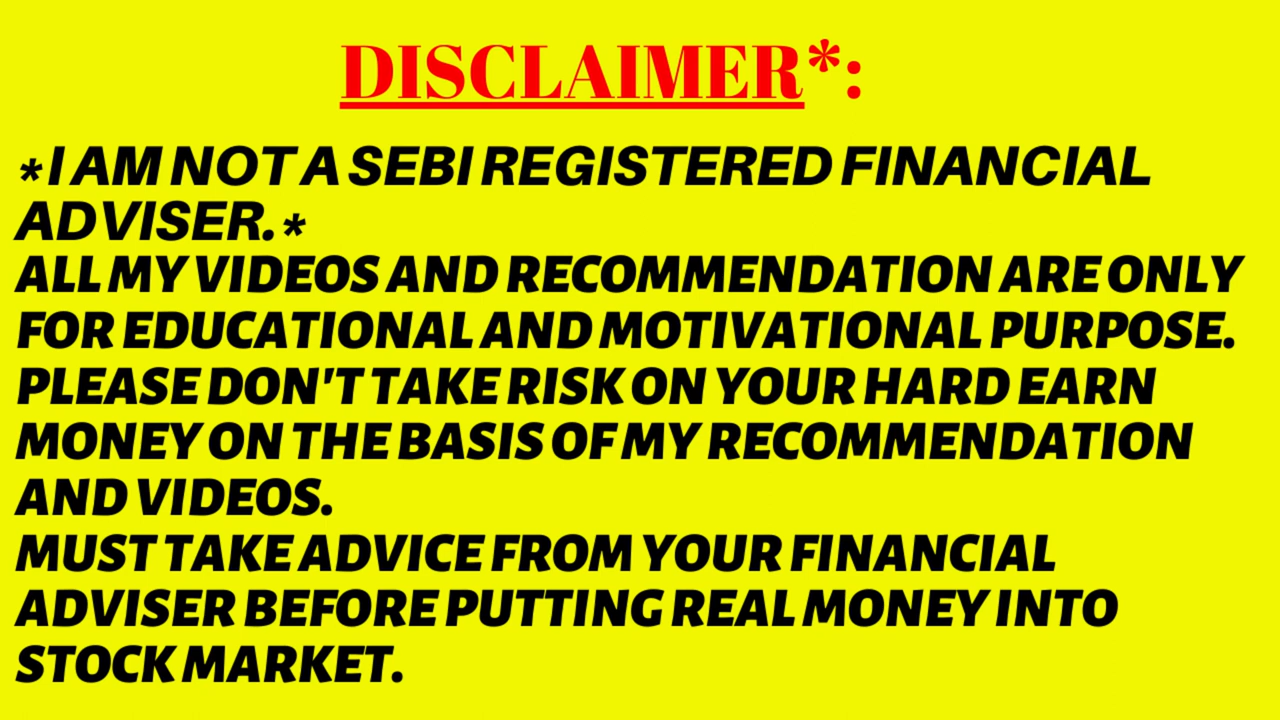 DISCLAIMER*:
*I AM NOT A SEBI REGISTERED FINANCIAL
ADVISER.*
ALL MY VIDEOS AND RECOMMENDATION ARE ONLY
FOR EDUCATIONAL AND MOTIVATIONAL PURPOSE.
PLEASE DON'T TAKE RISK ON YOUR HARD EARN
MONEY ON THE BASIS OF MY RECOMMENDATION
AND VIDEOS.
MUST TAKE ADVICE FROM YOUR FINANCIAL
ADVISER BEFORE PUTTING REAL MONEY INTO
STOCK MARKET.